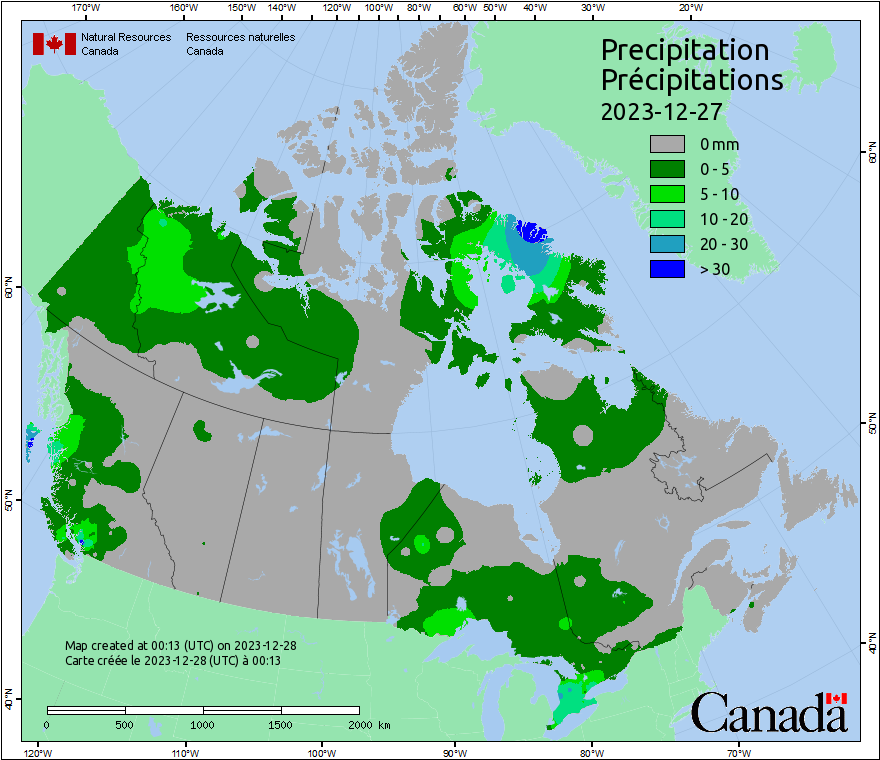 170°W 160°W 150°W 140°W 120°W 100°W 80°W 60°W 50°W 40°W 30°W 20°W
Natural Resources Ressources naturelles
Canada Canada
Precipitation
Précipitations
2023-12-27
0 mm
0 - 5
5 - 10
10 - 20
20 - 30
> 30
60°N
60°N
50°N
50°N
40°N
40°N
Map created at 00:13 (UTC) on 2023-12-28
Carte créée le 2023-12-28 (UTC) à 00:13
0 500 1000 1500 2000 km
Canada
120°W 110°W 100°W 90°W 80°W 70°W